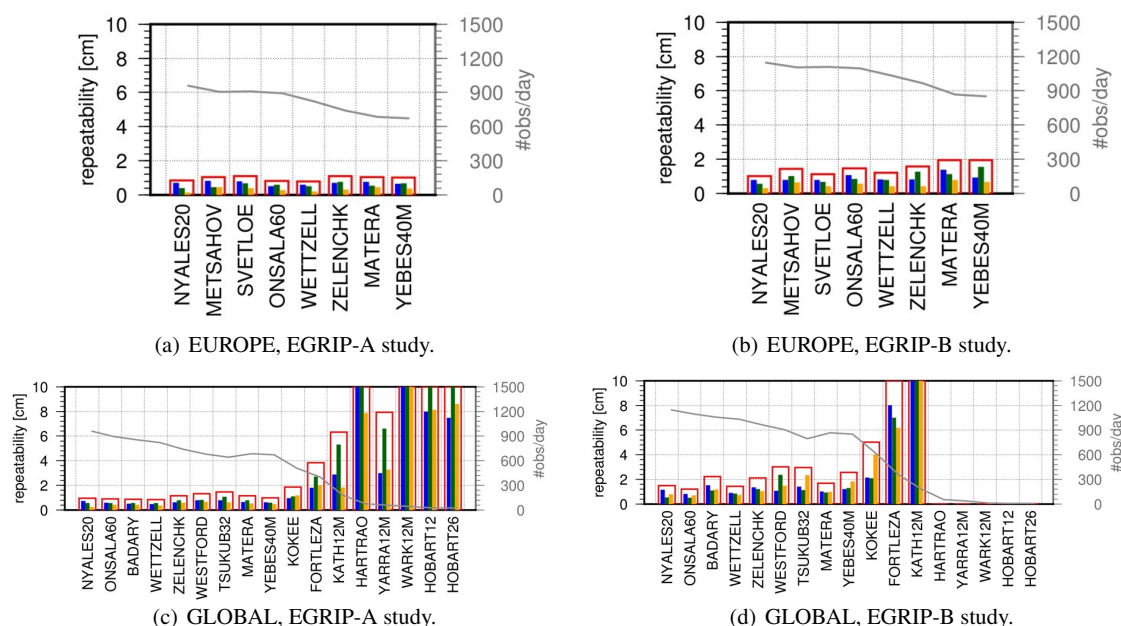 10
8
6
4
2
0
repeatability [cm]
1500
1200
900
600
300
0
#obs/day
NYALES20
METSAHOV
SVETLOE
ONSALA60
WETTZELL
ZELENCHK
MATERA
YEBES40M
(a) EUROPE, EGRIP-A study.
10
8
6
4
2
0
repeatability [cm]
1500
1200
900
600
300
0
#obs/day
NYALES20
METSAHOV
SVETLOE
ONSALA60
WETTZELL
ZELENCHK
MATERA
YEBES40M
(b) EUROPE, EGRIP-B study.
10
8
6
4
2
0
repeatability [cm]
1500
1200
900
600
300
0
#obs/day
NYALES20
ONSALA60
BADARY
WETTZELL
ZELENCHK
WESTFORD
TSUKUB32
MATERA
YEBES40M
KOKEE
FORTLEZA
KATH12M
HARTRAO
YARRA12M
WARK12M
HOBART12
HOBART26
(c) GLOBAL, EGRIP-A study.
10
8
6
4
2
0
repeatability [cm]
1500
1200
900
600
300
0
#obs/day
NYALES20
ONSALA60
BADARY
WETTZELL
ZELENCHK
WESTFORD
TSUKUB32
MATERA
YEBES40M
KOKEE
FORTLEZA
KATH12M
HARTRAO
YARRA12M
WARK12M
HOBART12
HOBART26
(d) GLOBAL, EGRIP-B study.